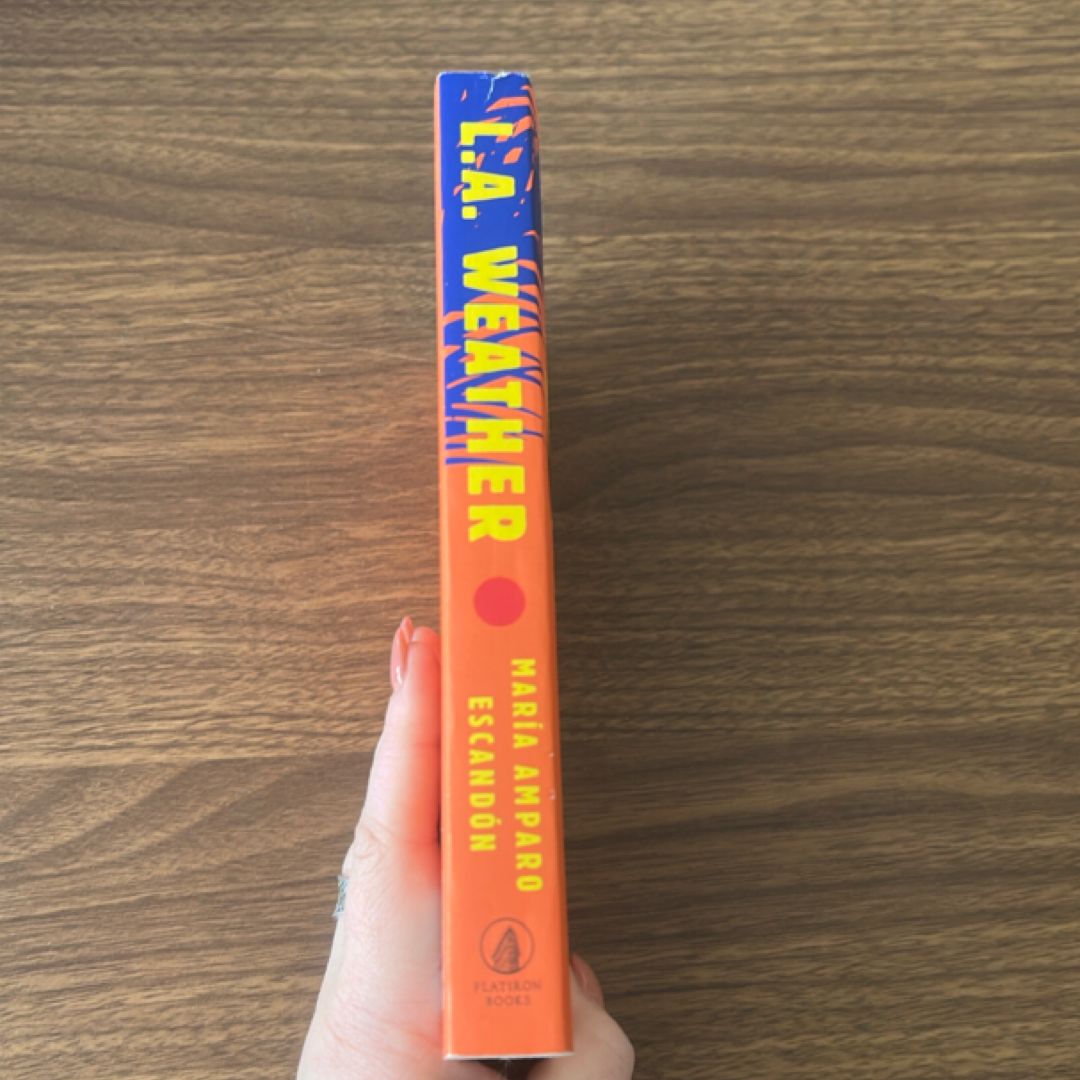 L.A. WEATHER
MARÍA AMPARO
ESCANDÓN
FLATIRON
BOOKS